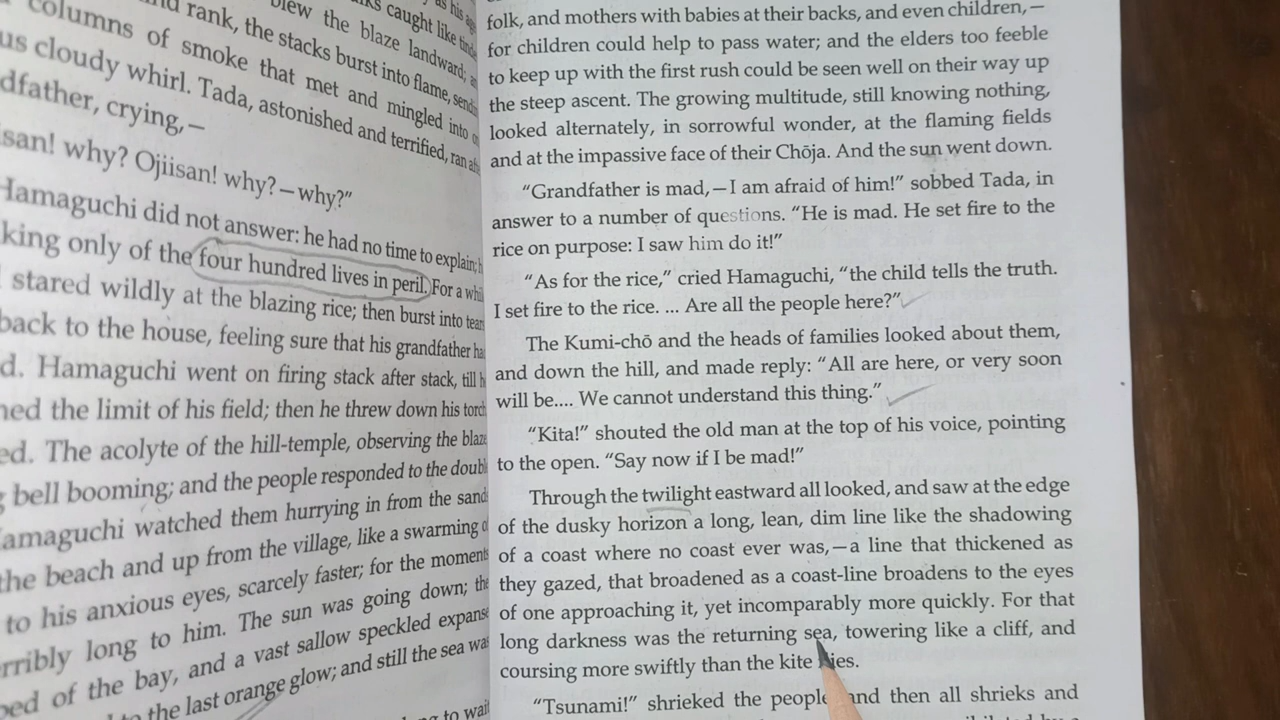 columns of smoke that met and mingled into
us cloudy whirl. Tada, astonished and terrified, ran
dfather, crying,—
san! why? Ojiisan! why?—why?"
Hamaguchi did not answer: he had no time to explain;
king only of the four hundred lives in peril. For a whi
stared wildly at the blazing rice; then burst into tear
back to the house, feeling sure that his grandfather ha
d. Hamaguchi went on firing stack after stack, till h
hed the limit of his field; then he threw down his torch
ed. The acolyte of the hill-temple, observing the blaze
bell booming; and the people responded to the doubl
amaguchi watched them hurrying in from the sand
the beach and up from the village, like a swarming o
to his anxious eyes, scarcely faster; for the moments
rribly long to him. The sun was going down; the
bed of the bay, and a vast sallow speckled expanse
the last orange glow; and still the sea was
to wait
folk, and mothers with babies at their backs, and even children,—
for children could help to pass water; and the elders too feeble
to keep up with the first rush could be seen well on their way up
the steep ascent. The growing multitude, still knowing nothing,
looked alternately, in sorrowful wonder, at the flaming fields
and at the impassive face of their Chōja. And the sun went down.
"Grandfather is mad,—I am afraid of him!" sobbed Tada, in
answer to a number of questions. "He is mad. He set fire to the
rice on purpose: I saw him do it!"
"As for the rice," cried Hamaguchi, "the child tells the truth.
I set fire to the rice. ... Are all the people here?"
The Kumi-chō and the heads of families looked about them,
and down the hill, and made reply: "All are here, or very soon
will be.... We cannot understand this thing."
"Kita!" shouted the old man at the top of his voice, pointing
to the open. "Say now if I be mad!"
Through the twilight eastward all looked, and saw at the edge
of the dusky horizon a long, lean, dim line like the shadowing
of a coast where no coast ever was,—a line that thickened as
they gazed, that broadened as a coast-line broadens to the eyes
of one approaching it, yet incomparably more quickly. For that
long darkness was the returning sea, towering like a cliff, and
coursing more swiftly than the kite ies.
"Tsunami!" shrieked the people and then all shrieks and